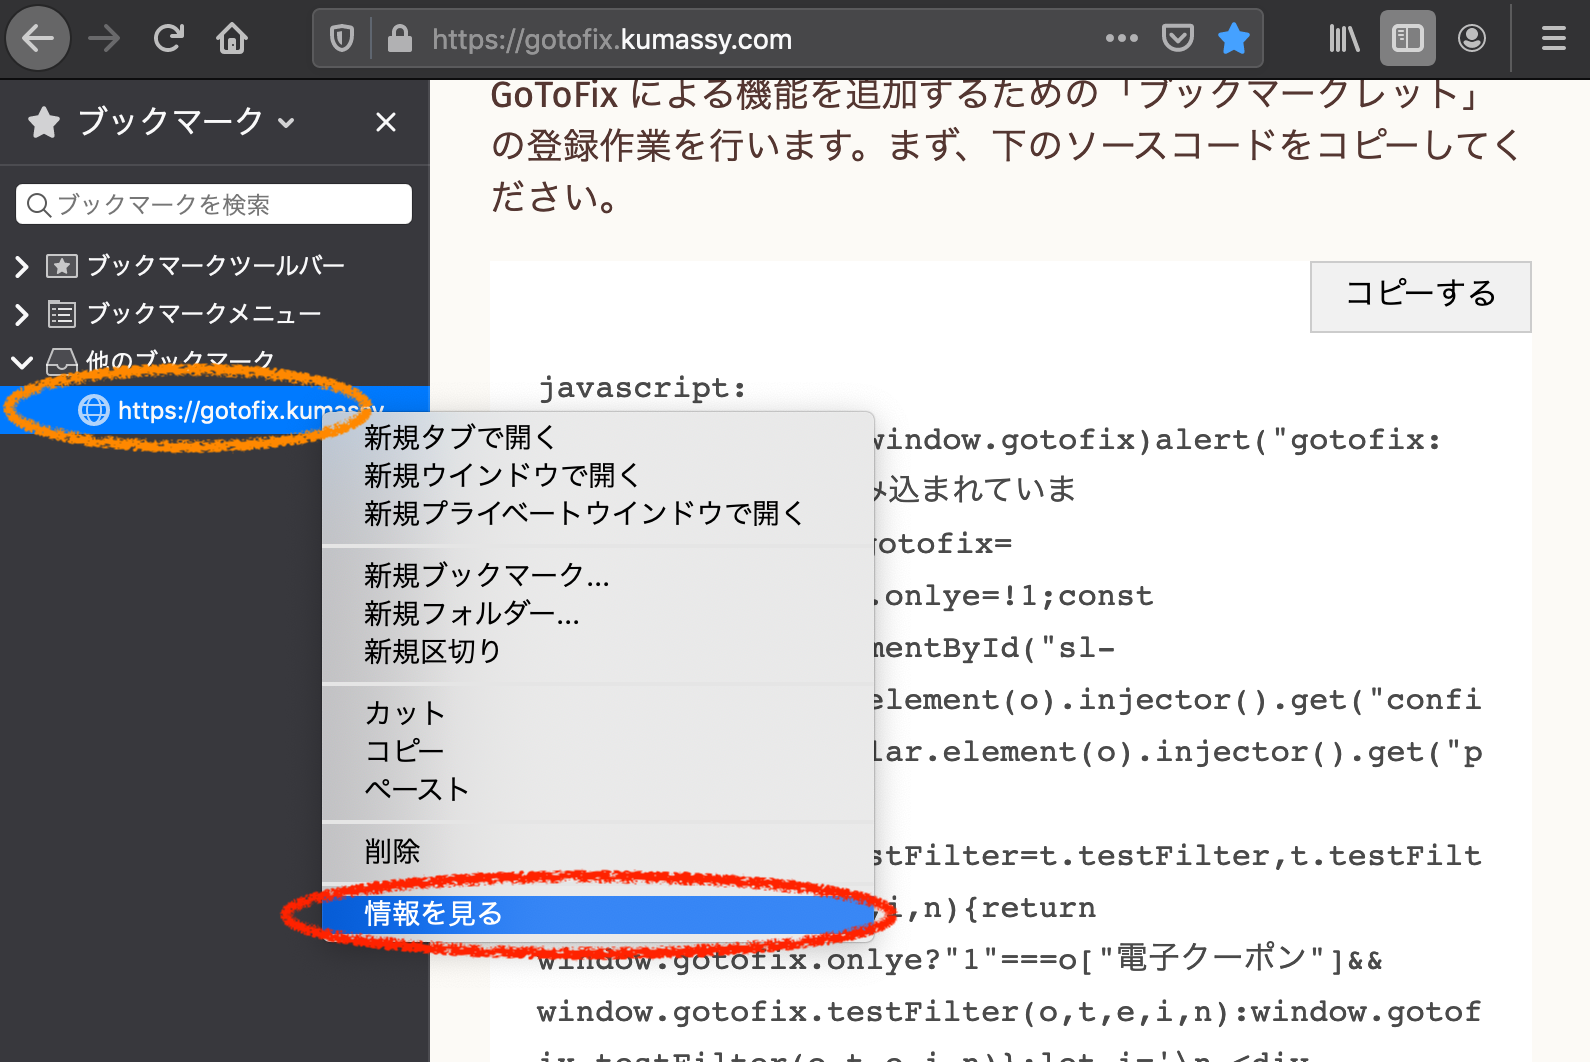 https://gotofix.kumassy.com
ブックマーク
ブックマークを検索
ブックマークツールバー
ブックマークメニュー
他のブックマーク
https://gotofix.kumassy
新規タブで開く
新規ウインドウで開く
新規プライベートウインドウで開く
新規ブックマーク...
新規フォルダー...
新規区切り
カット
コピー
ペースト
削除
情報を見る
GoToFix による機能を追加するための「ブックマークレット」
の登録作業を行います。まず、下のソースコードをコピーしてく
ださい。
コピーする
javascript:
window.gotofix)alert("gotofix:
み込まれていま
gotofix=
.onlye=!1;const
mentById("sl-
element(o).injector().get("confi
lar.element(o).injector().get("p
stFilter=t.testFilter,t.testFilt
,i,n){return
window.gotofix.onlye?"1"===o["電子クーポン"]&&
window.gotofix.testFilter(o,t,e,i,n):window.gotof
ix.testFilter(o,t,e,i,n)};let i='\n <div